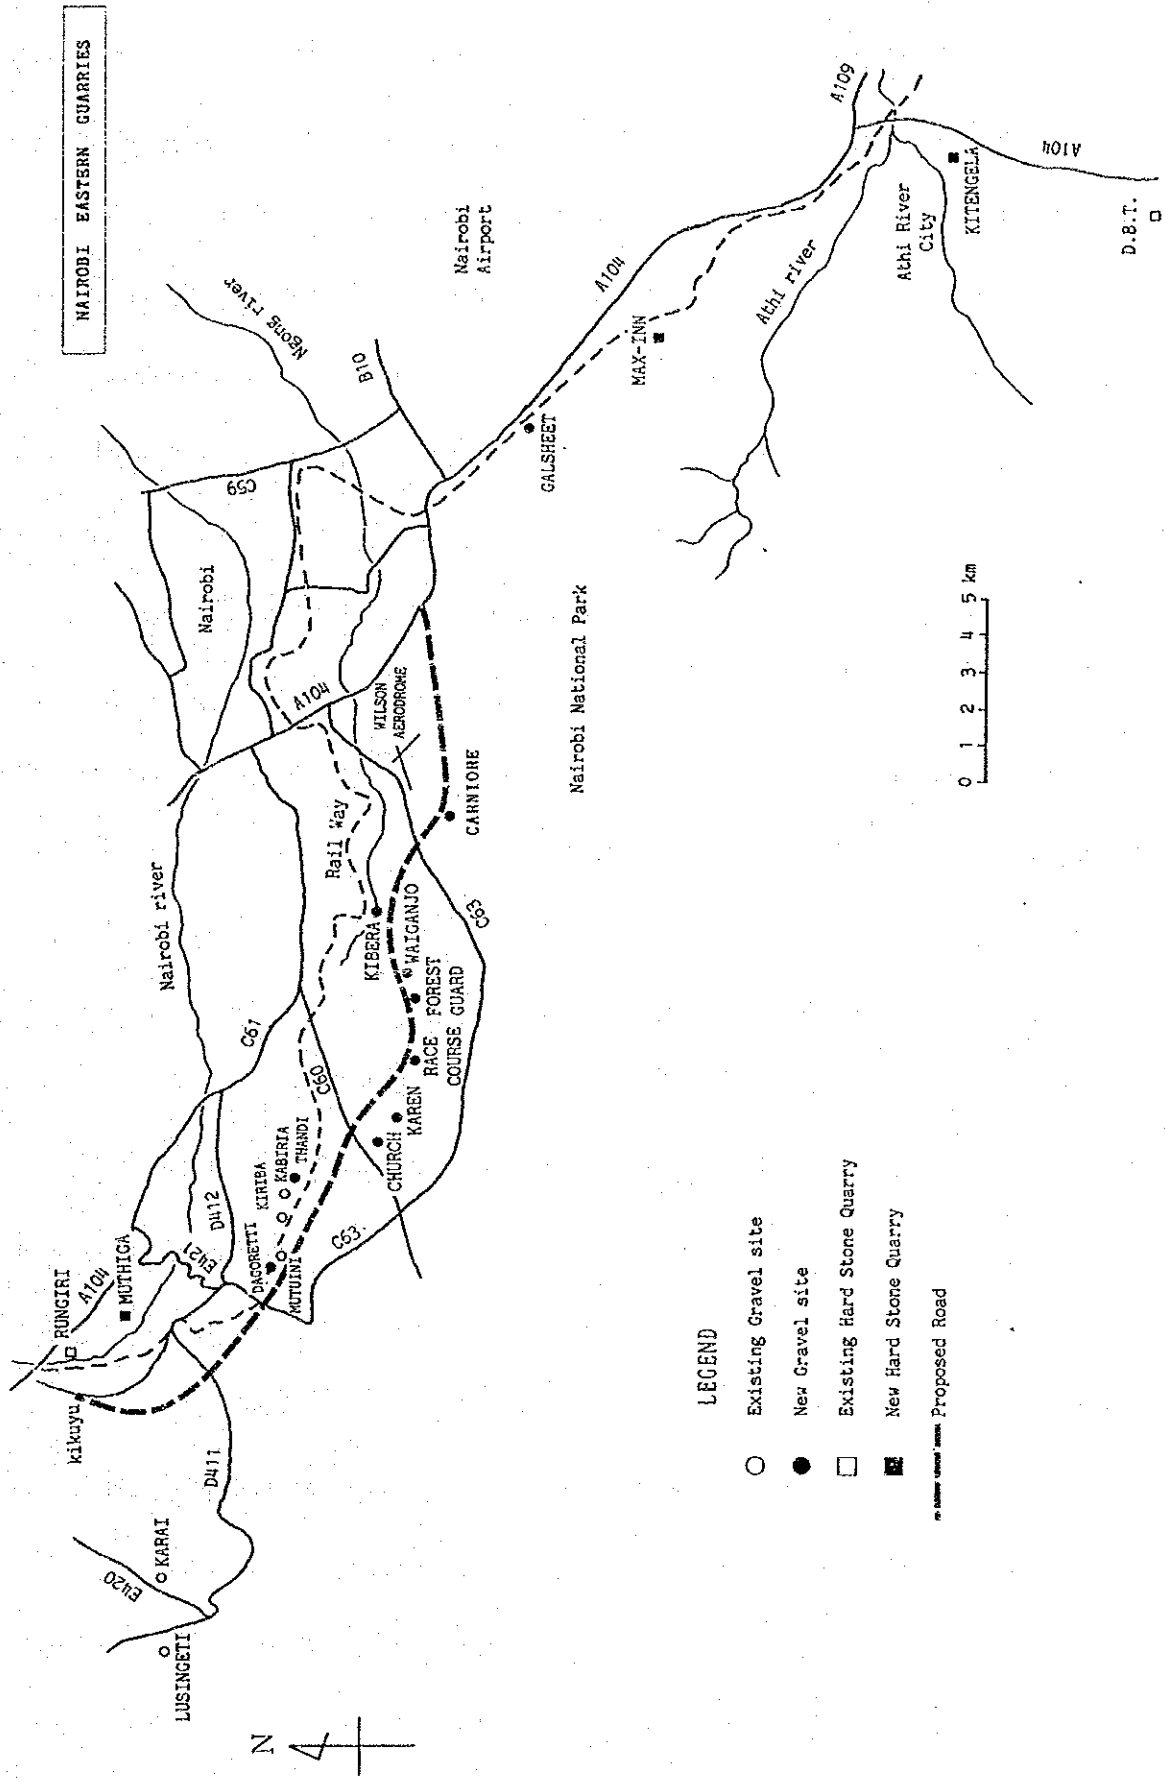 NAIROBI EASTERN GUARRIES
N
LUSINGETI
KARAI
E420
D411
kikuyu
RUNGIRI
A104
MUTHIGA
E421
D412
DAGORETTI
MUTUINI
KIRIBA
KABIRIA
THANDI
C63
C61
C60
CHURCH
KAREN
RACE
COURSE
FOREST
GUARD
WAIGANJO
KIBERA
Rail Way
Nairobi river
C63
CARNIORE
WILSON
AERODROME
A104
Nairobi
C59
Ngong river
B10
Nairobi
Airport
Nairobi National Park
GALSHEET
A104
MAX-INN
Athi river
A109
Athi River
City
KITENGELA
A104
D.B.T.
0 1 2 3 4 5 km
LEGEND
Existing Gravel site
New Gravel site
Existing Hard Stone Quarry
New Hard Stone Quarry
Proposed Road